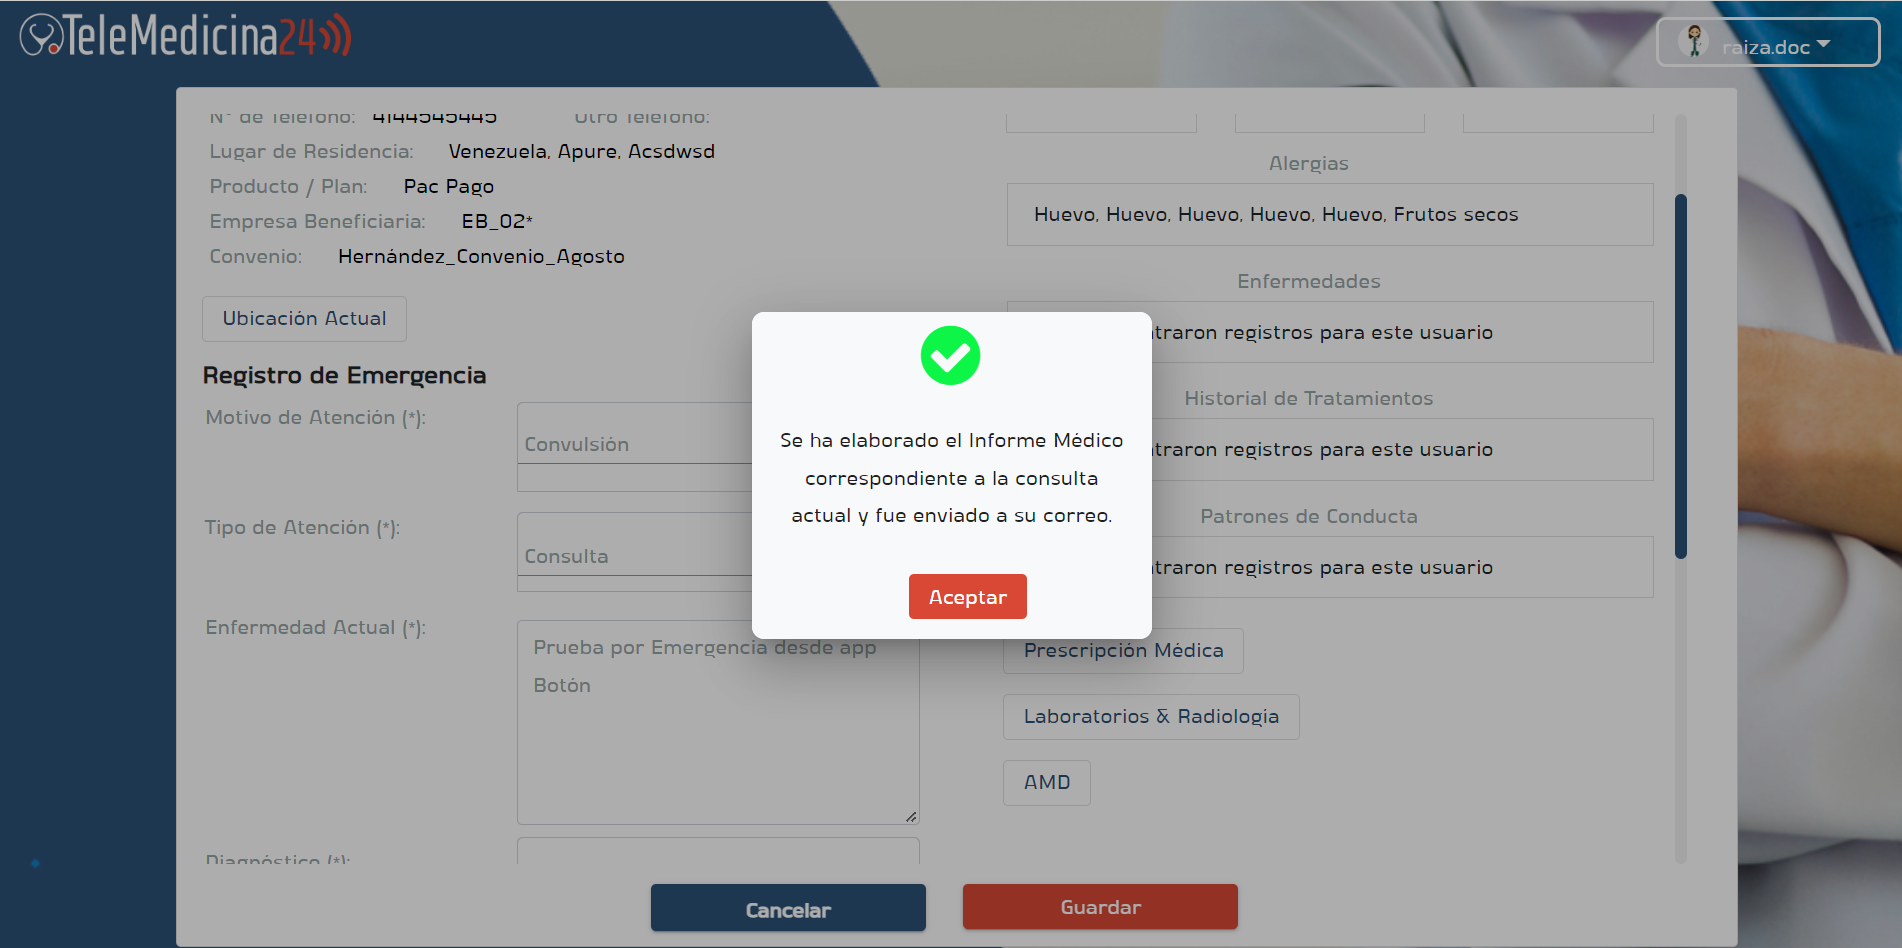 TeleMedicina24
raiza.doc
N° de Teléfono: 4144545445 Otro Teléfono:
Lugar de Residencia: Venezuela, Apure, Acsdwsd
Producto / Plan: Pac Pago
Empresa Beneficiaria: EB_02*
Convenio: Hernández_Convenio_Agosto
Ubicación Actual
Registro de Emergencia
Motivo de Atención (*):
Convulsión
Tipo de Atención (*):
Consulta
Enfermedad Actual (*):
Prueba por Emergencia desde app
Botón
Diagnóstico (*):
Alergias
Huevo, Huevo, Huevo, Huevo, Huevo, Frutos secos
Enfermedades
traron registros para este usuario
Historial de Tratamientos
traron registros para este usuario
Patrones de Conducta
traron registros para este usuario
Prescripción Médica
Laboratorios & Radiologia
AMD
Se ha elaborado el Informe Médico
correspondiente a la consulta
actual y fue enviado a su correo.
Aceptar
Cancelar
Guardar